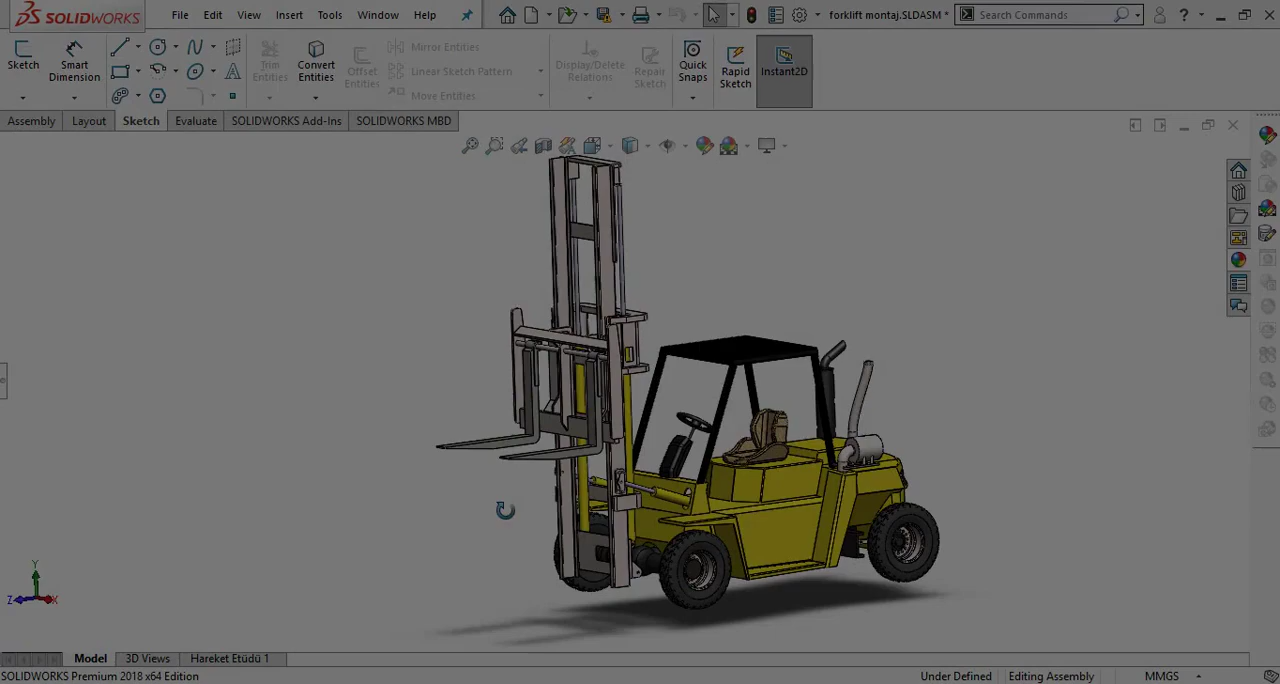 SOLIDWORKS File Edit View Insert Tools Window Help forklift montaj.SLDASM * Search Commands ?
Sketch Smart Dimension Trim Entities Convert Entities Offset Entities Mirror Entities Linear Sketch Pattern Move Entities Display/Delete Relations Repair Sketch Quick Snaps Rapid Sketch Instant2D
Assembly Layout Sketch Evaluate SOLIDWORKS Add-Ins SOLIDWORKS MBD
Y
Z X
Model 3D Views Hareket Etüdü 1
SOLIDWORKS Premium 2018 x64 Edition Under Defined Editing Assembly MMGS